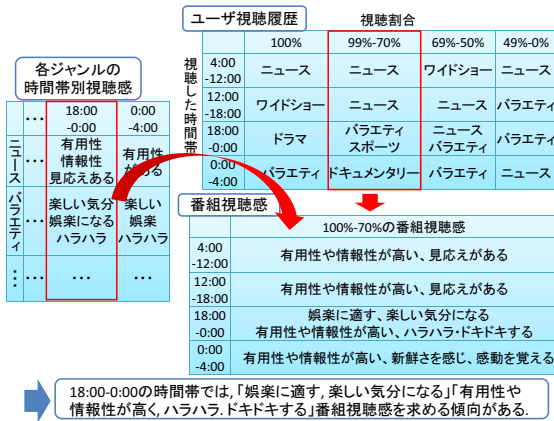 ユーザ視聴履歴
視聴割合
100% 99%-70% 69%-50% 49%-0%
視聴した時間帯
4:00
-12:00
ニュース ニュース ワイドショー ニュース
12:00
-18:00
ワイドショー ニュース ニュース バラエティ
18:00
-0:00
ドラマ
バラエティ
スポーツ
ニュース
バラエティ
バラエティ
0:00
-4:00
バラエティ ドキュメンタリー バラエティ ニュース
各ジャンルの
時間帯別視聴感
… 18:00
-0:00
0:00
-4:00
ニュース
…
有用性
情報性
見応えある
有用性
がある
バラエティ
…
楽しい気分
娯楽になる
ハラハラ
楽しい
娯楽
ハラハラ
… … … …
番組視聴感
100%-70%の番組視聴感
4:00
-12:00
有用性や情報性が高い、見応えがある
12:00
-18:00
有用性や情報性が高い、見応えがある
18:00
-0:00
娯楽に適す、楽しい気分になる
有用性や情報性が高い、ハラハラ・ドキドキする
0:00
-4:00
有用性や情報性が高い、新鮮さを感じ、感動を覚える
18:00-0:00の時間帯では,「娯楽に適す,楽しい気分になる」「有用性や
情報性が高く,ハラハラ.ドキドキする」番組視聴感を求める傾向がある.